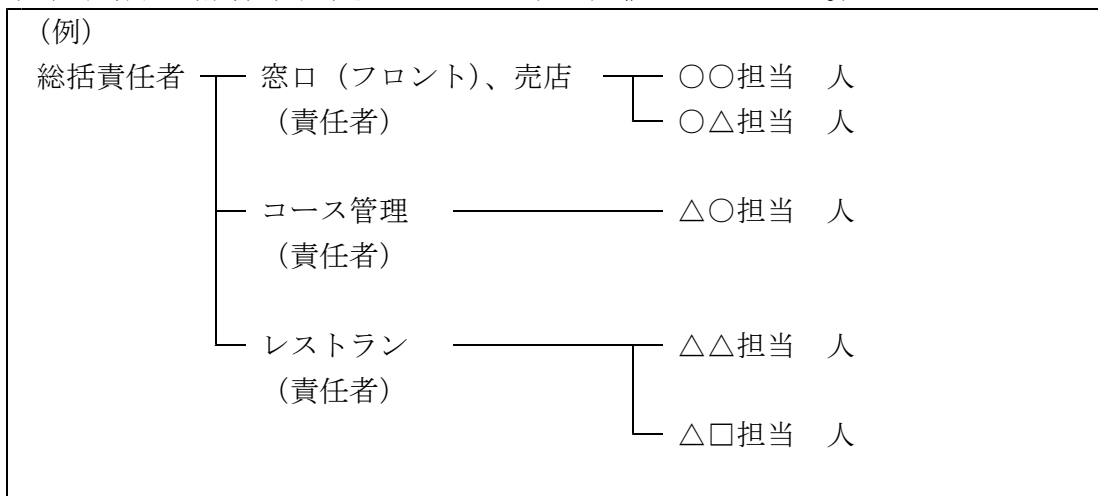 (例)
総括責任者 窓口(フロント)、売店 ○○担当 人
(責任者) ○△担当 人
コース管理 △○担当 人
(責任者)
レストラン △△担当 人
(責任者)
△□担当 人